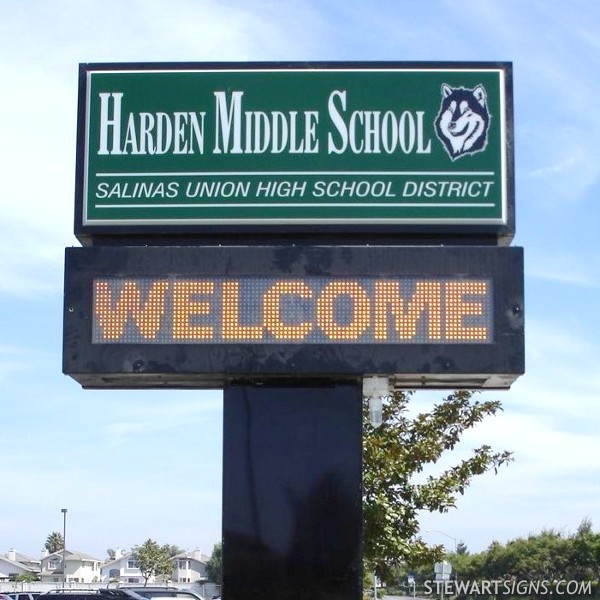 HARDEN MIDDLE SCHOOL
SALINAS UNION HIGH SCHOOL DISTRICT
WELCOME
STEWARTSIGNS.COM